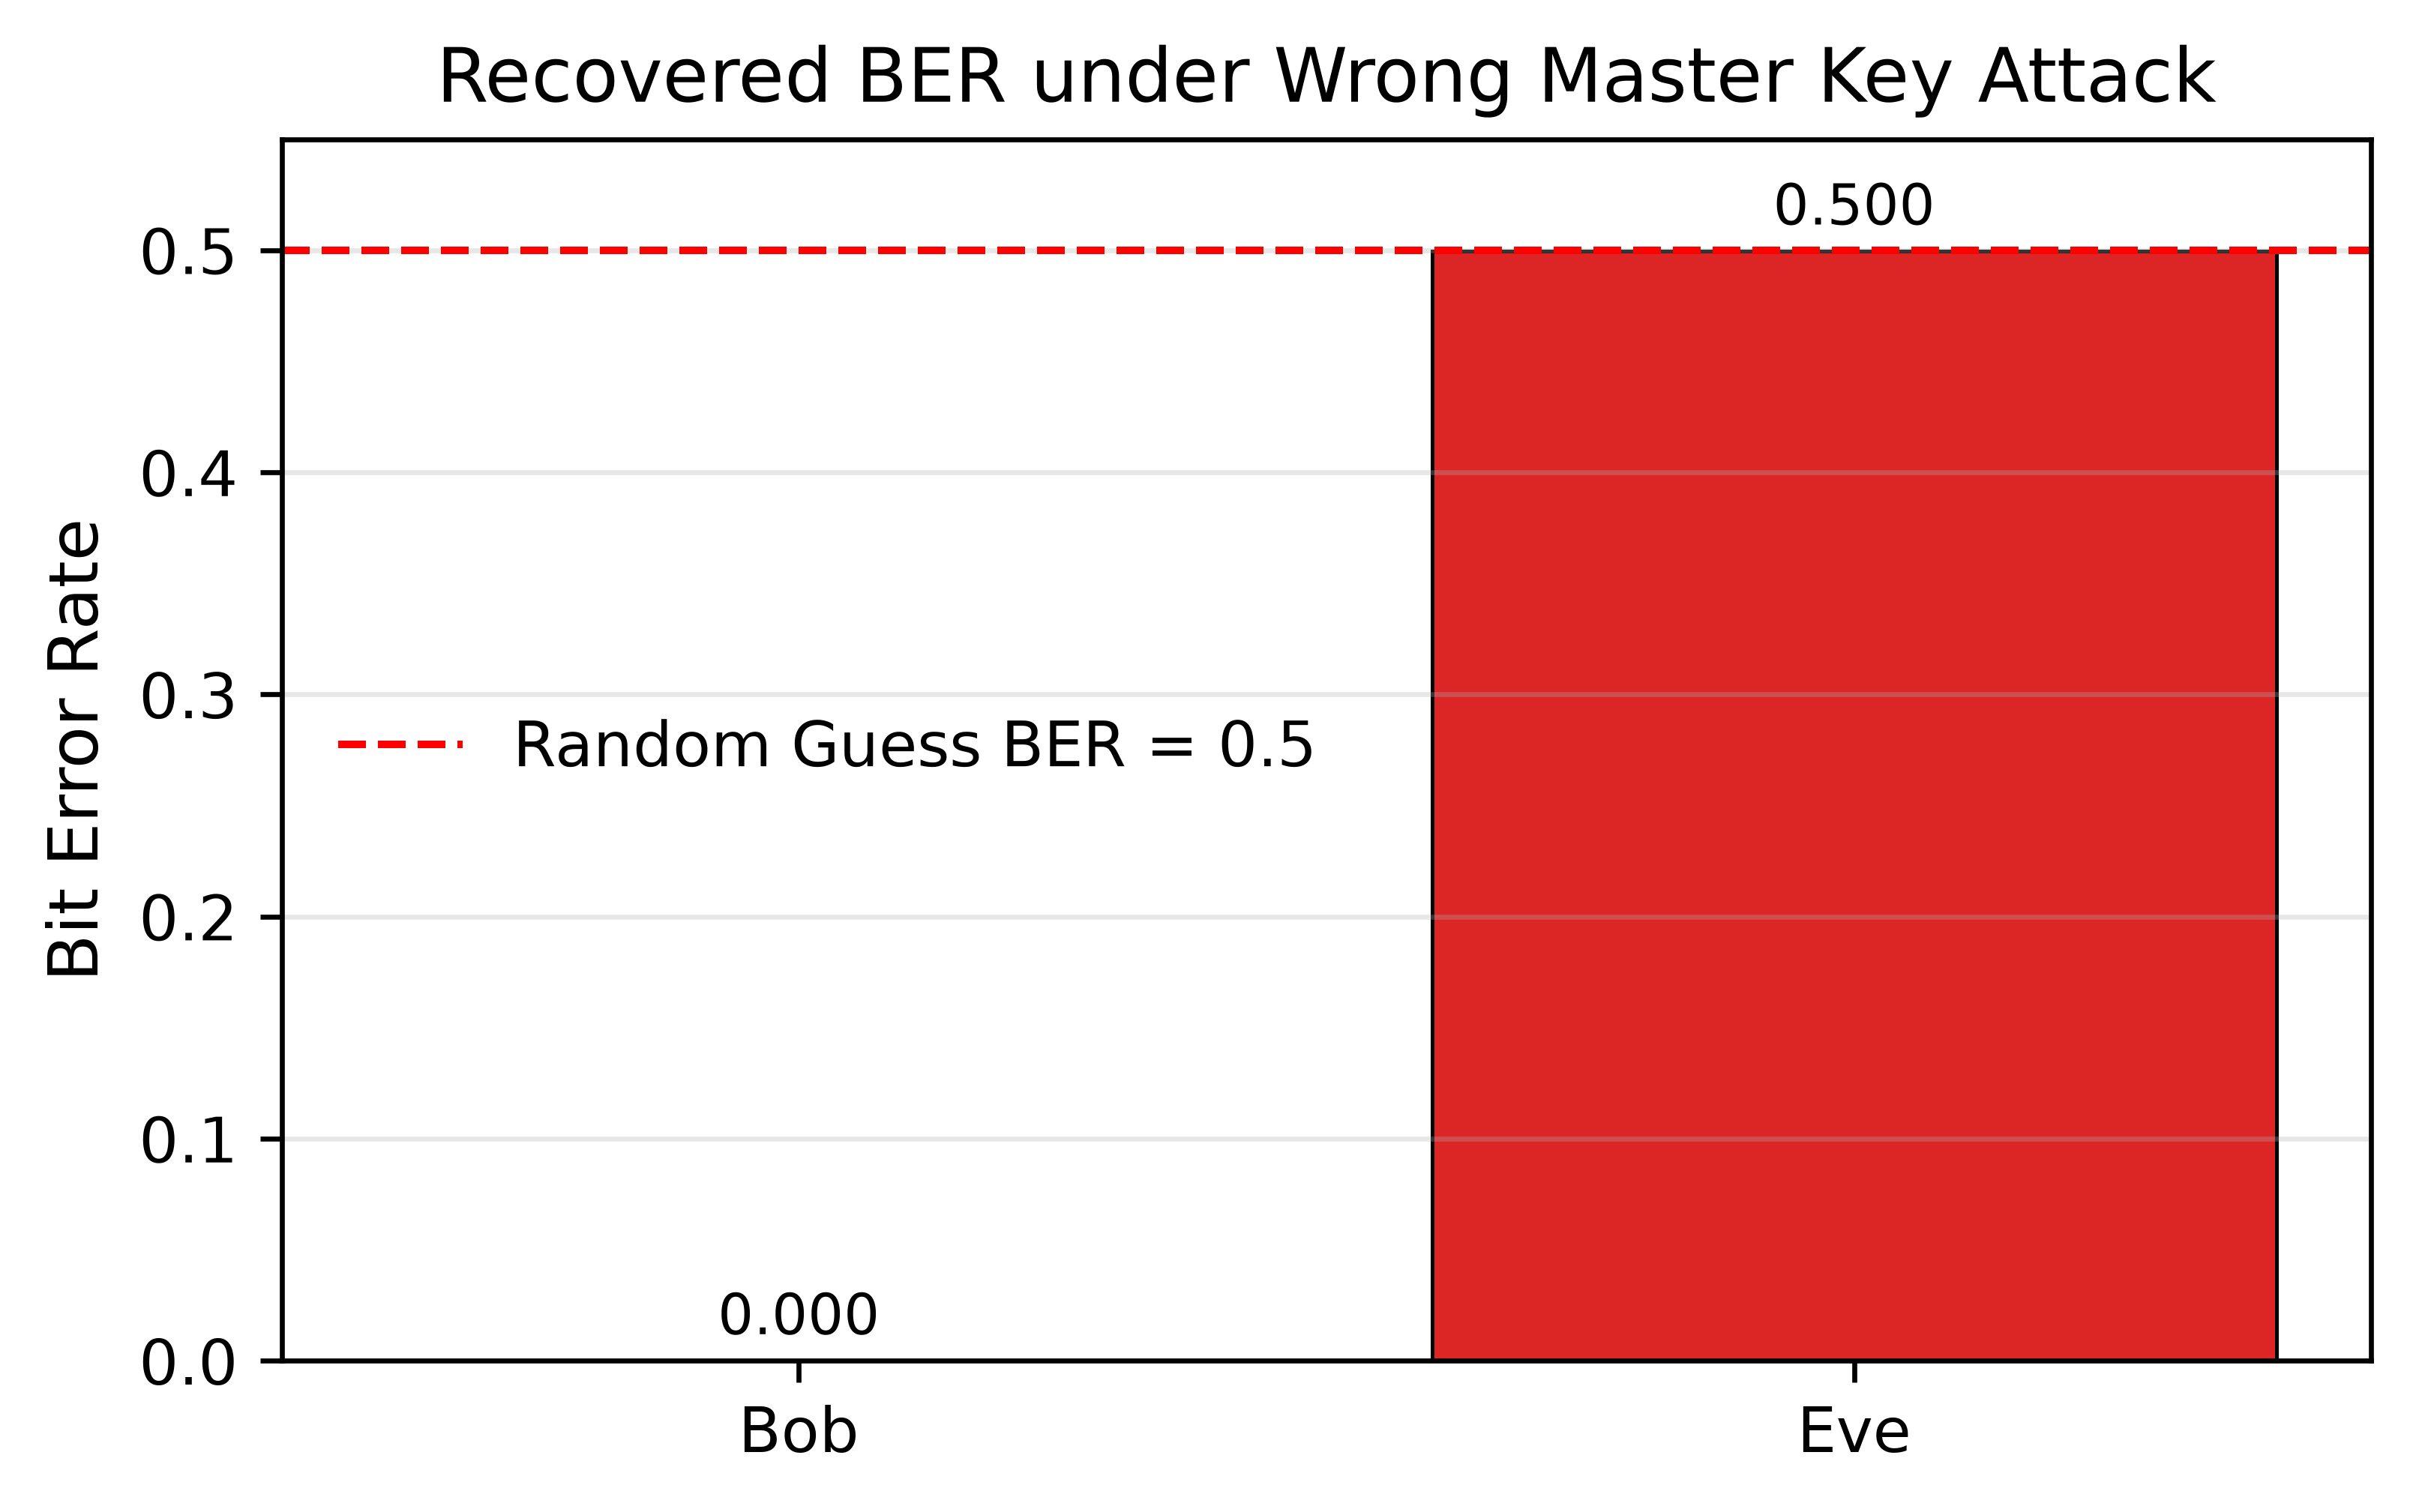 Recovered BER under Wrong Master Key Attack
0.500
0.5
0.4
0.3
0.2
0.1
0.0
Bit Error Rate
Random Guess BER = 0.5
0.000
Bob
Eve